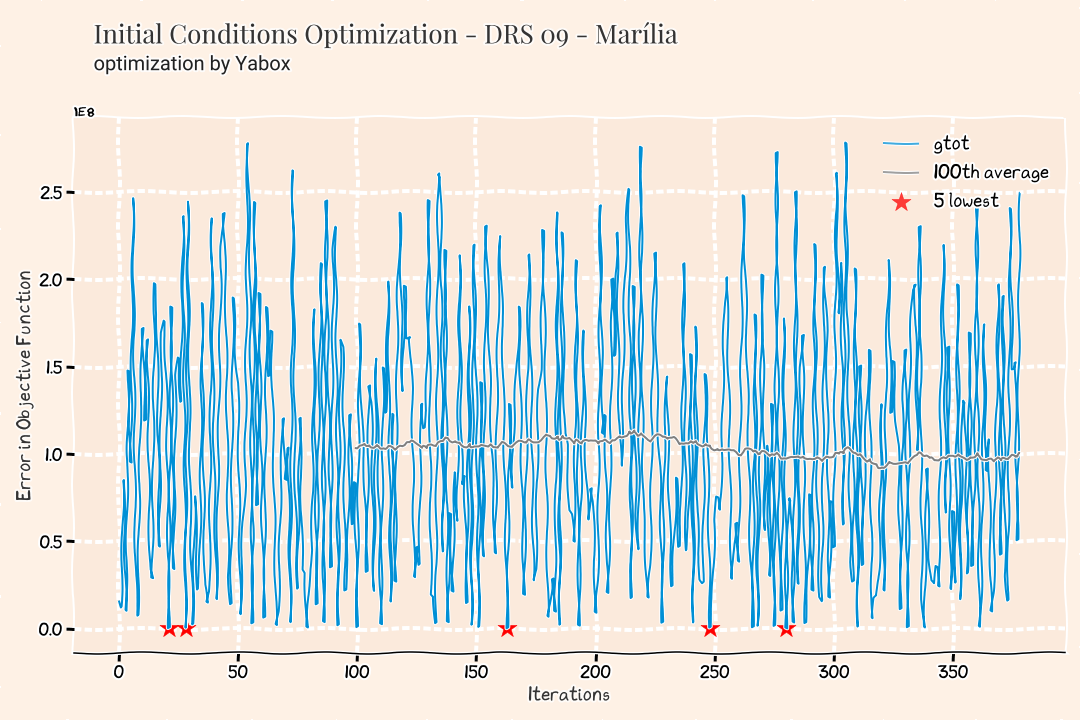 Initial Conditions Optimization - DRS 09 - Marília
optimization by Yabox
1E8
gtot
100th average
5 lowest
2.5
2.0
1.5
1.0
0.5
0.0
Error in Objective Function
0 50 100 150 200 250 300 350
Iterations